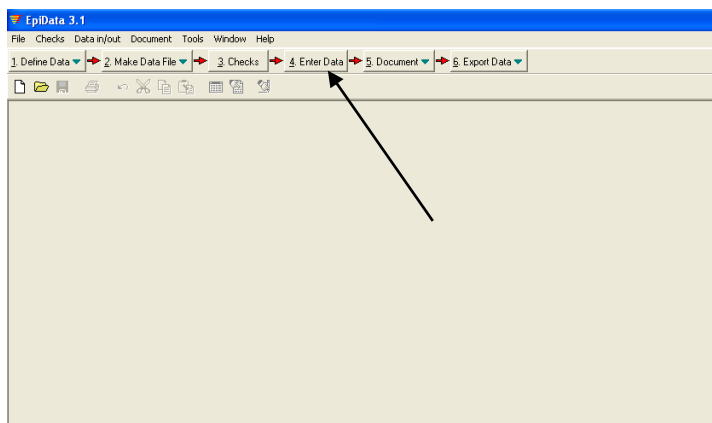 EpiData 3.1
File Checks Data in/out Document Tools Window Help
1. Define Data 2. Make Data File 3. Checks 4. Enter Data 5. Document 6. Export Data